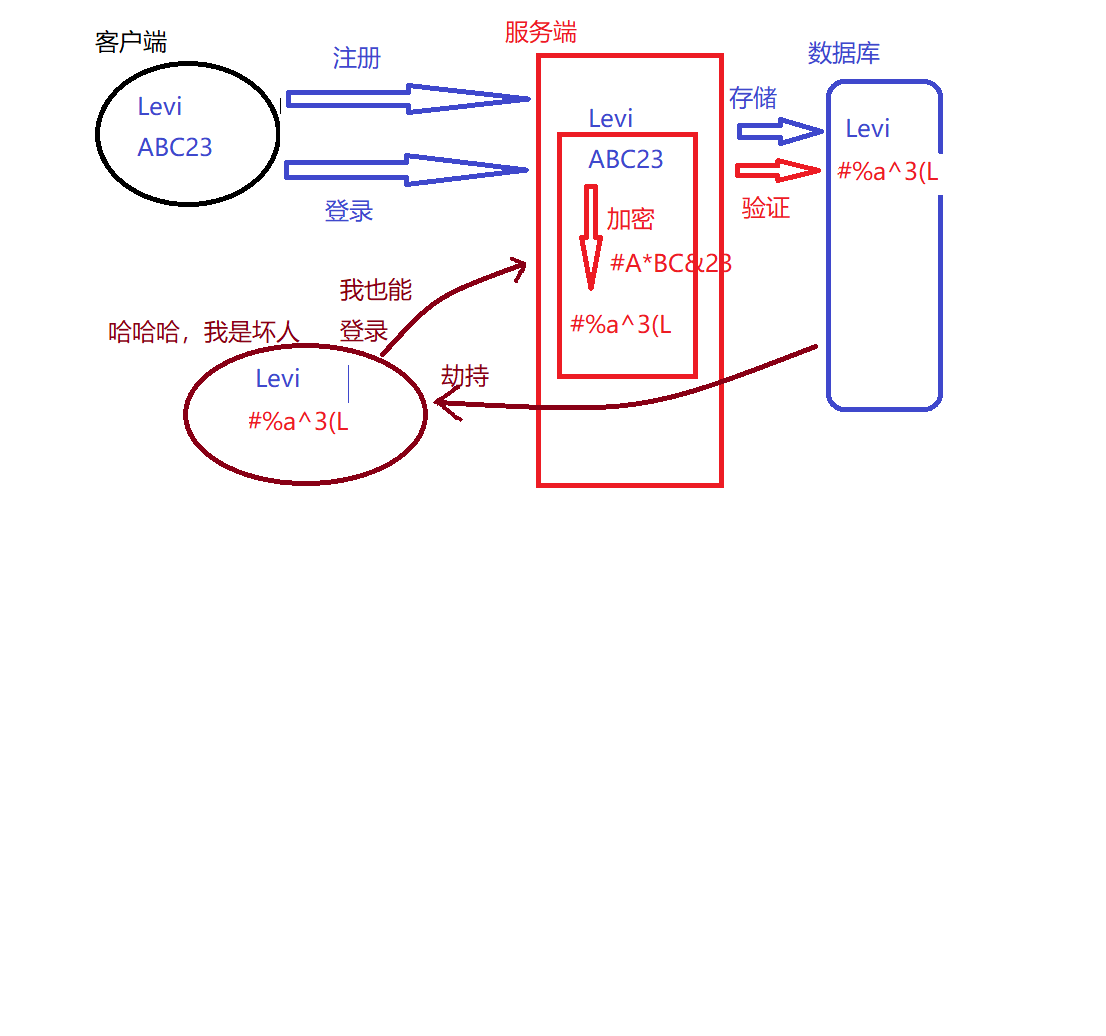 客户端
Levi
ABC23
注册
登录
服务端
Levi
ABC23
加密
#A*BC&23
#%a^3(L
存储
验证
数据库
Levi
#%a^3(L
哈哈哈，我是坏人
我也能
登录
劫持
Levi
#%a^3(L